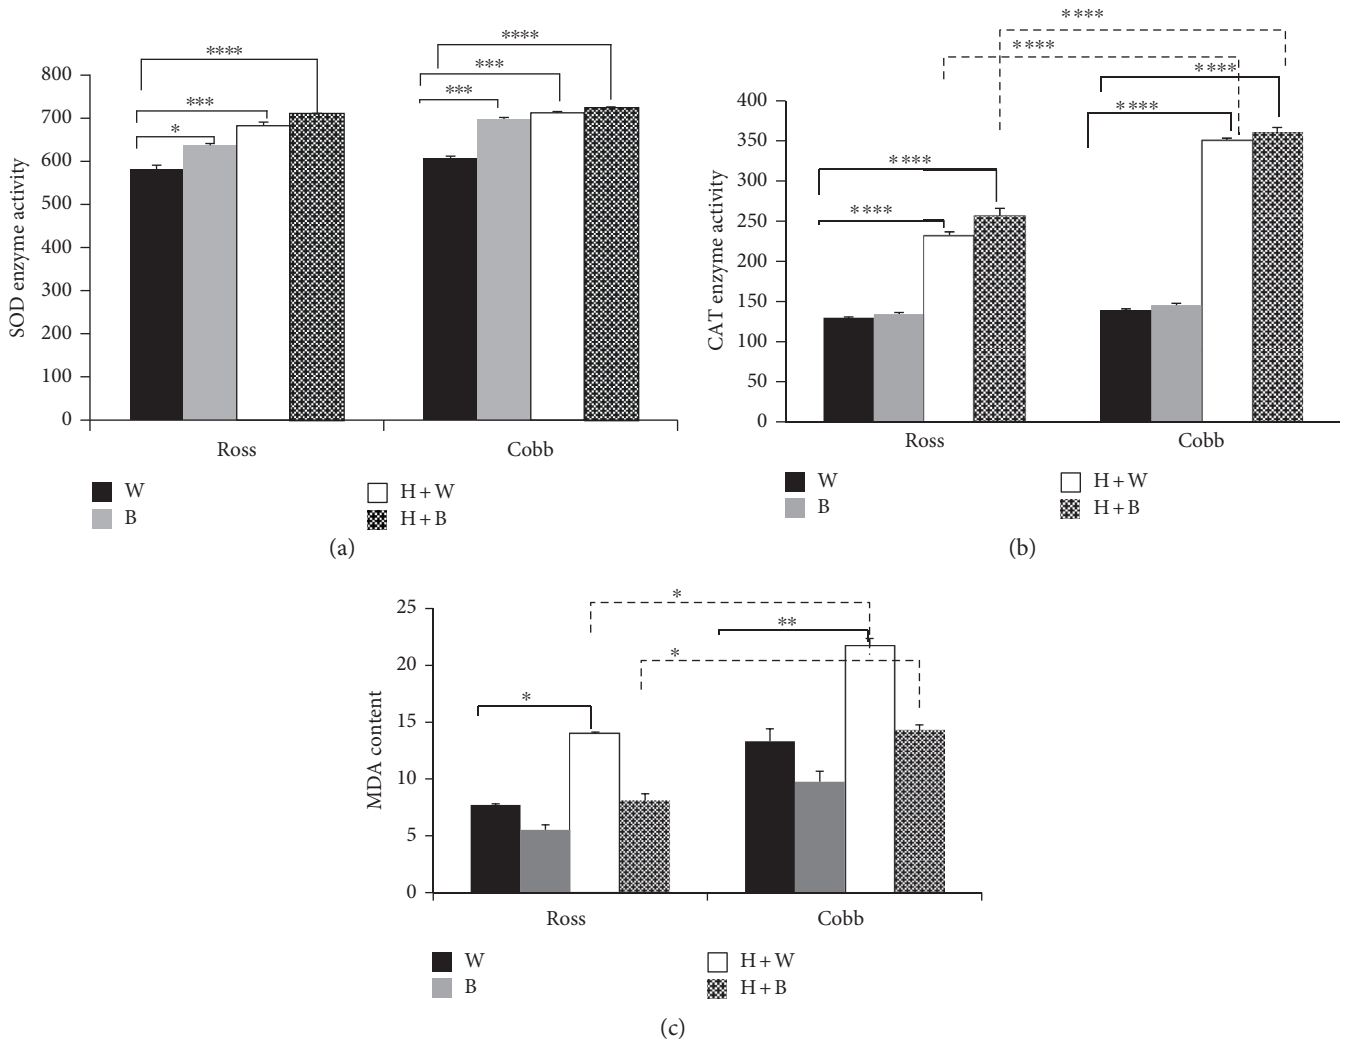 SOD enzyme activity
800
700
600
500
400
300
200
100
0
****
***
*
****
***
***
Ross
Cobb
W
H+W
B
H+B
(a)
CAT enzyme activity
400
350
300
250
200
150
100
50
0
****
****
****
****
****
****
Ross
Cobb
W
H+W
B
H+B
(b)
MDA content
25
20
15
10
5
0
*
**
*
*
Ross
Cobb
W
H+W
B
H+B
(c)